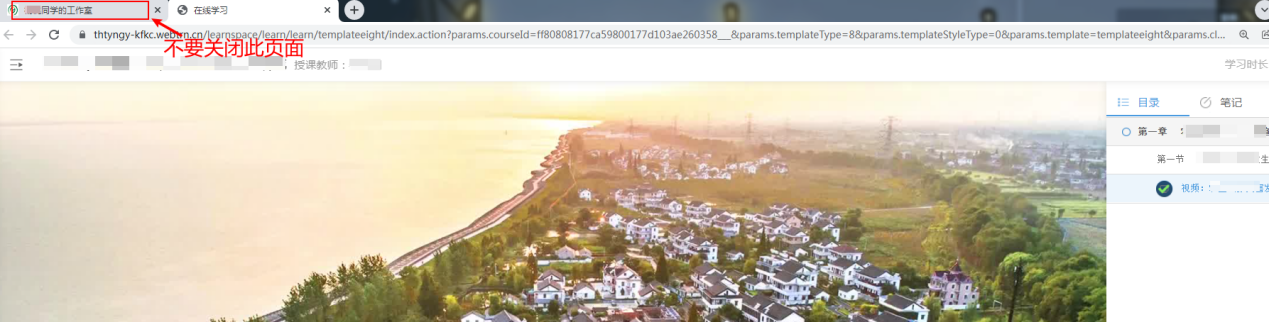 同学的工作室
在线学习
thtyngy-kfkc.webtrn.cn/learnspace/learn/learn/templateeight/index.action?params.courseId=ff80808177ca59800177d103ae260358___&params.templateType=8&params.templateStyleType=0&params.template=templateeight&params.cl...
不要关闭此页面
授课教师：
学习时长
目录
笔记
第一章
第一节
视频：